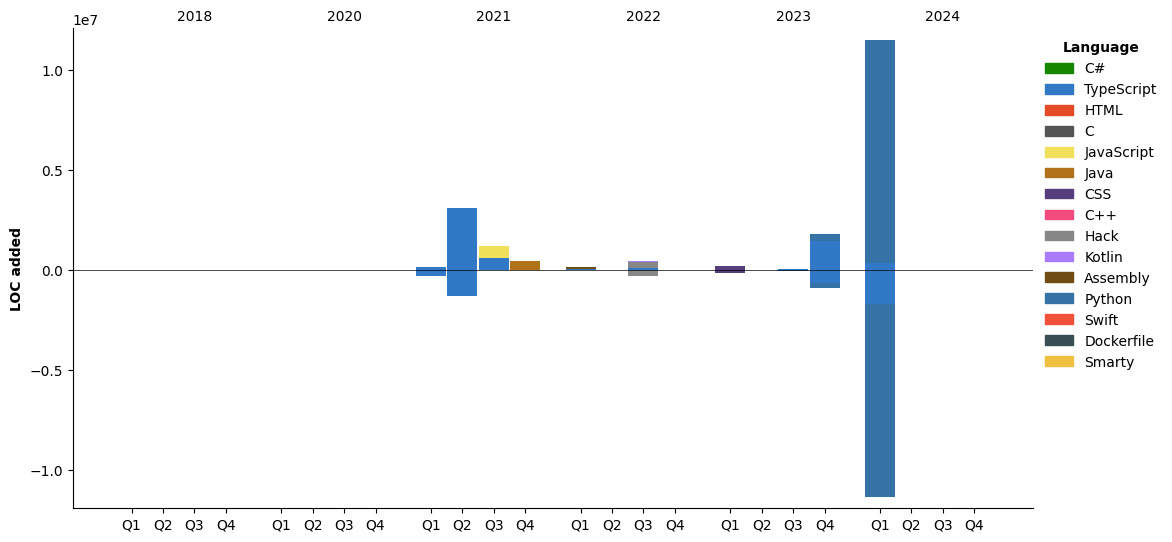 1e7
2018 2020 2021 2022 2023 2024
LOC added
1.0
0.5
0.0
−0.5
−1.0
Q1 Q2 Q3 Q4 Q1 Q2 Q3 Q4 Q1 Q2 Q3 Q4 Q1 Q2 Q3 Q4 Q1 Q2 Q3 Q4 Q1 Q2 Q3 Q4
Language
C#
TypeScript
HTML
C
JavaScript
Java
CSS
C++
Hack
Kotlin
Assembly
Python
Swift
Dockerfile
Smarty